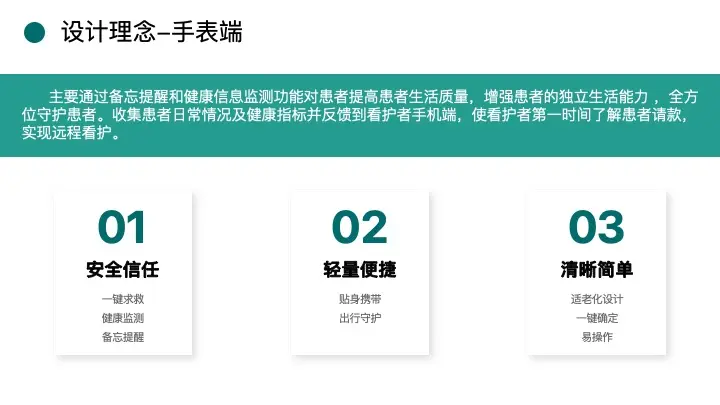 设计理念–手表端
主要通过备忘提醒和健康信息监测功能对患者提高患者生活质量，增强患者的独立生活能力 ，全方
位守护患者。收集患者日常情况及健康指标并反馈到看护者手机端，使看护者第一时间了解患者请款，
实现远程看护。
01
安全信任
一键求救
健康监测
备忘提醒
02
轻量便捷
贴身携带
出行守护
03
清晰简单
适老化设计
一键确定
易操作